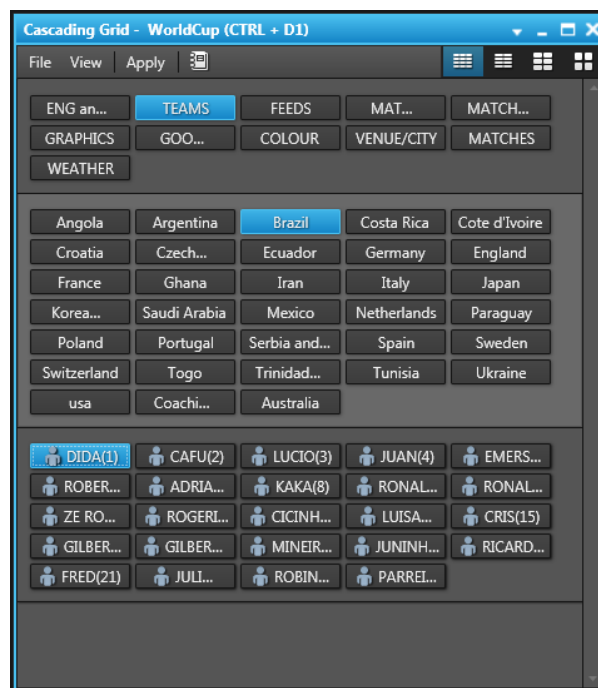 Cascading Grid - WorldCup (CTRL + D1)
File View Apply
ENG an... TEAMS FEEDS MAT... MATCH...
GRAPHICS GOO... COLOUR VENUE/CITY MATCHES
WEATHER
Angola Argentina Brazil Costa Rica Cote d'Ivoire
Croatia Czech... Ecuador Germany England
France Ghana Iran Italy Japan
Korea... Saudi Arabia Mexico Netherlands Paraguay
Poland Portugal Serbia and... Spain Sweden
Switzerland Togo Trinidad... Tunisia Ukraine
usa Coachi... Australia
DIDA(1) CAFU(2) LUCIO(3) JUAN(4) EMERS...
ROBER... ADRIA... KAKA(8) RONAL... RONAL...
ZE RO... ROGERI... CICINH... LUISA... CRIS(15)
GILBER... GILBER... MINEIR... JUNINH... RICARD...
FRED(21) JULI... ROBIN... PARREI...